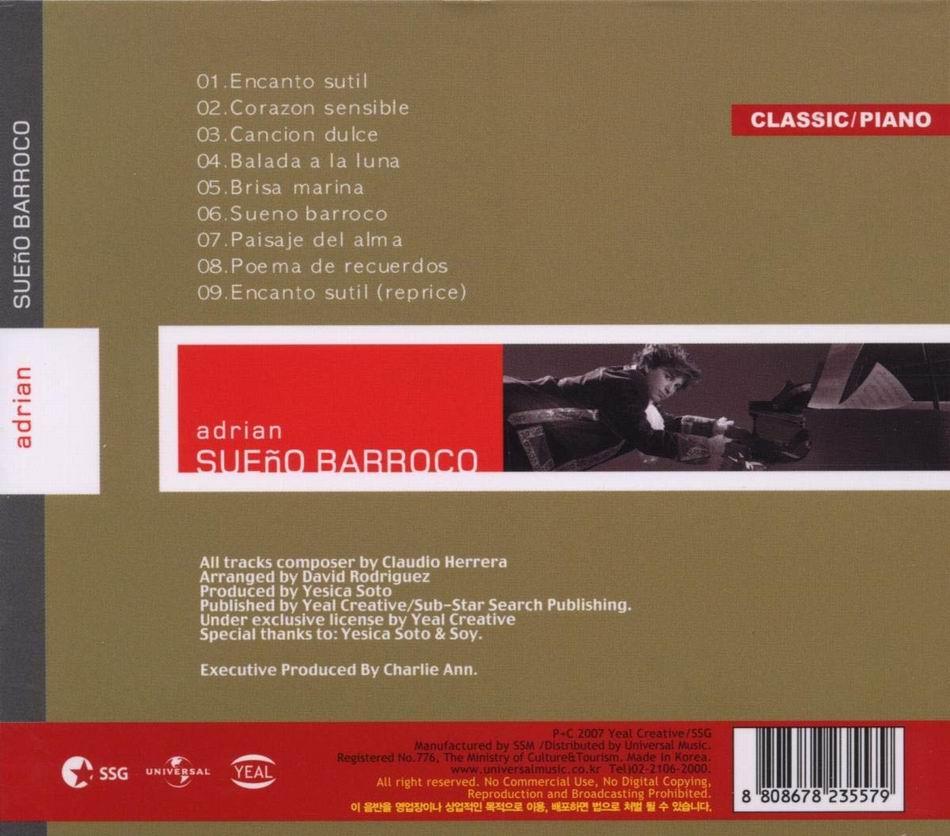 SUEñO BARROCO
adrian
01.Encanto sutil
02.Corazon sensible
03.Cancion dulce
04.Balada a la luna
05.Brisa marina
06.Sueno barroco
07.Paisaje del alma
08.Poema de recuerdos
09.Encanto sutil (reprice)
CLASSIC/PIANO
adrian
SUEñO BARROCO
All tracks composer by Claudio Herrera
Arranged by David Rodriguez
Produced by Yesica Soto
Published by Yeal Creative/Sub-Star Search Publishing.
Under exclusive license by Yeal Creative
Special thanks to: Yesica Soto & Soy.
Executive Produced By Charlie Ann.
SSG
UNIVERSAL
YEAL
P+C 2007 Yeal Creative/SSG
Manufactured by SSM /Distributed by Universal Music.
Registered No.776, The Ministry of Culture&Tourism. Made in Korea.
www.universalmusic.co.kr Tel)02-2106-2000.
All right reserved. No Commercial Use, No Digital Copying,
Reproduction and Broadcasting Prohibited.
이 음반을 영업장이나 상업적인 목적으로 이용, 배포하면 법으로 처벌 될 수 있습니다.
8 808678 235579